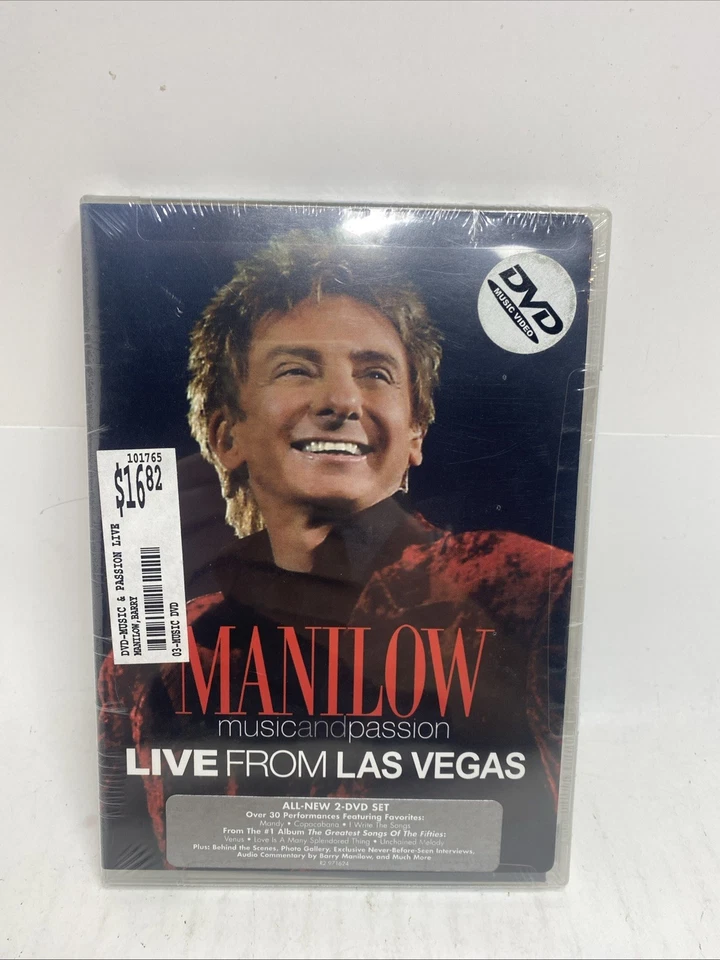 DVD
MUSIC VIDEO
101765
$16.82
DVD-MUSIC & PASSION LIVE
MANILOW,BARRY
03-MUSIC DVD
MANILOW
musicandpassion
LIVE FROM LAS VEGAS
ALL-NEW 2-DVD SET
Over 30 Performances Featuring Favorites:
Mandy • Copacabana • I Write The Songs
From The #1 Album The Greatest Songs Of The Fifties:
Venus • Love Is A Many Splendored Thing • Unchained Melody
Plus: Behind the Scenes, Photo Gallery, Exclusive Never-Before-Seen Interviews,
Audio Commentary by Barry Manilow, and Much More